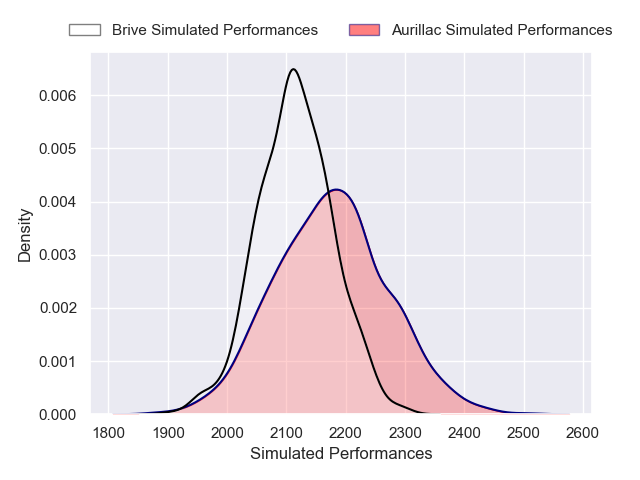 Brive Simulated Performances
Aurillac Simulated Performances
0.006
0.005
0.004
0.003
0.002
0.001
0.000
Density
1800 1900 2000 2100 2200 2300 2400 2500 2600
Simulated Performances